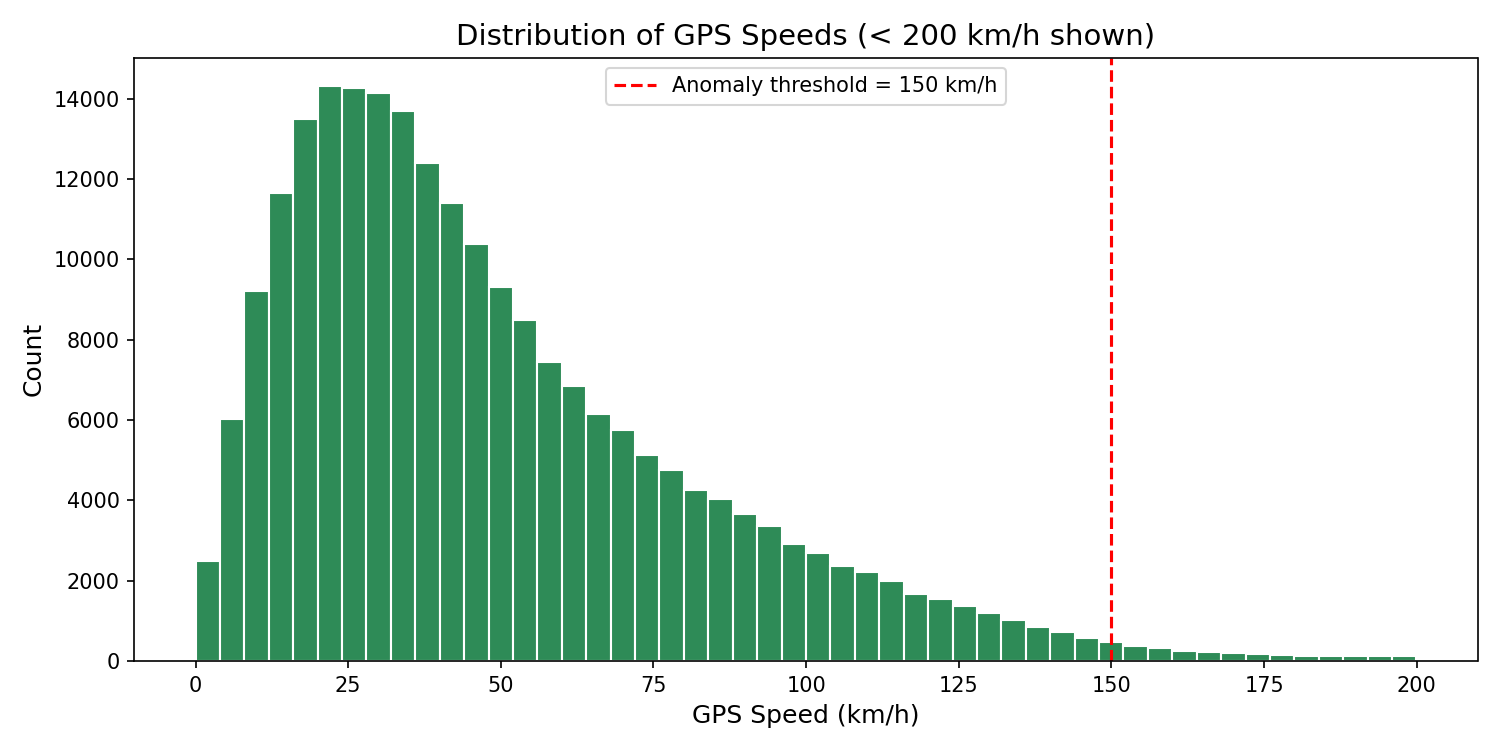 Distribution of GPS Speeds (< 200 km/h shown)
Anomaly threshold = 150 km/h
14000
12000
10000
8000
6000
4000
2000
0
Count
0 25 50 75 100 125 150 175 200
GPS Speed (km/h)